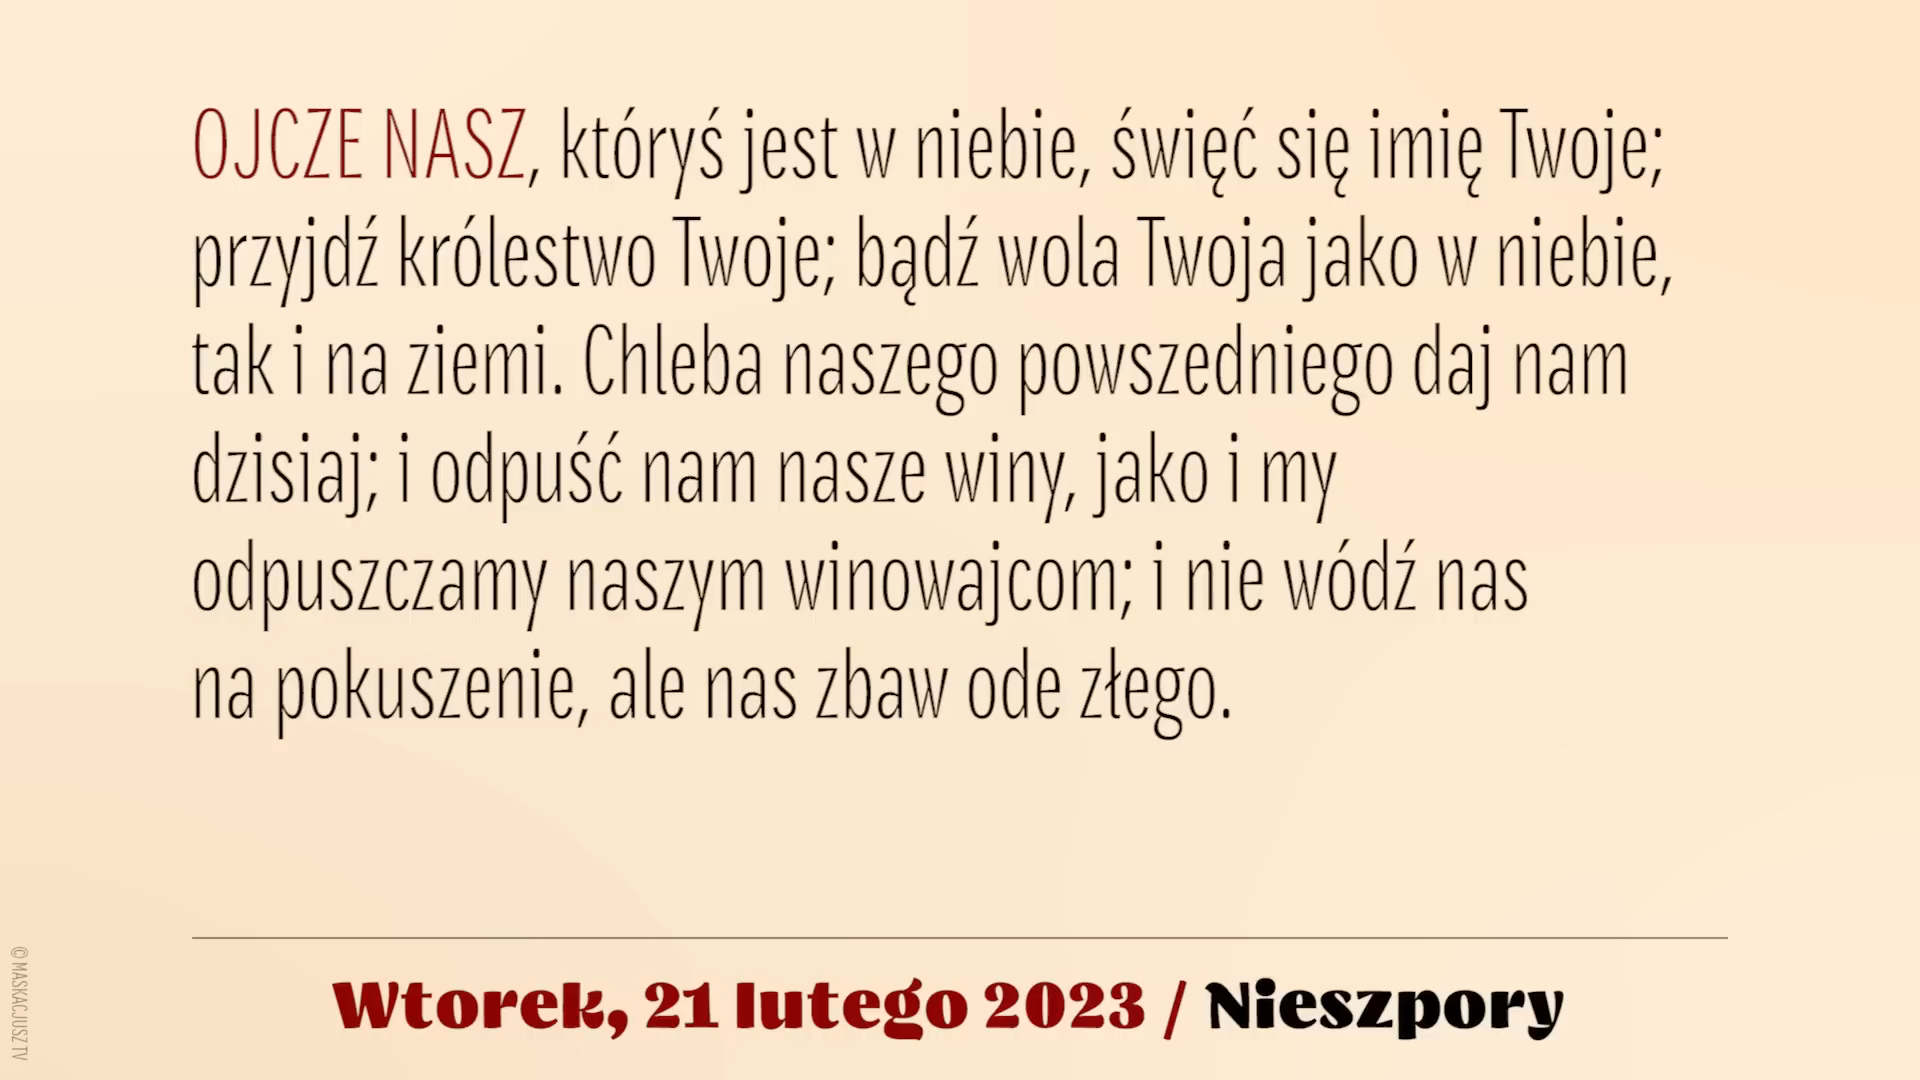 OJCZE NASZ, któryś jest w niebie, święć się imię Twoje;
przyjdź królestwo Twoje; bądź wola Twoja jako w niebie,
tak i na ziemi. Chleba naszego powszedniego daj nam
dzisiaj; i odpuść nam nasze winy, jako i my
odpuszczamy naszym winowajcom; i nie wódź nas
na pokuszenie, ale nas zbaw ode złego.
Wtorek, 21 lutego 2023 / Nieszpory
© MASKACJUSZ TV